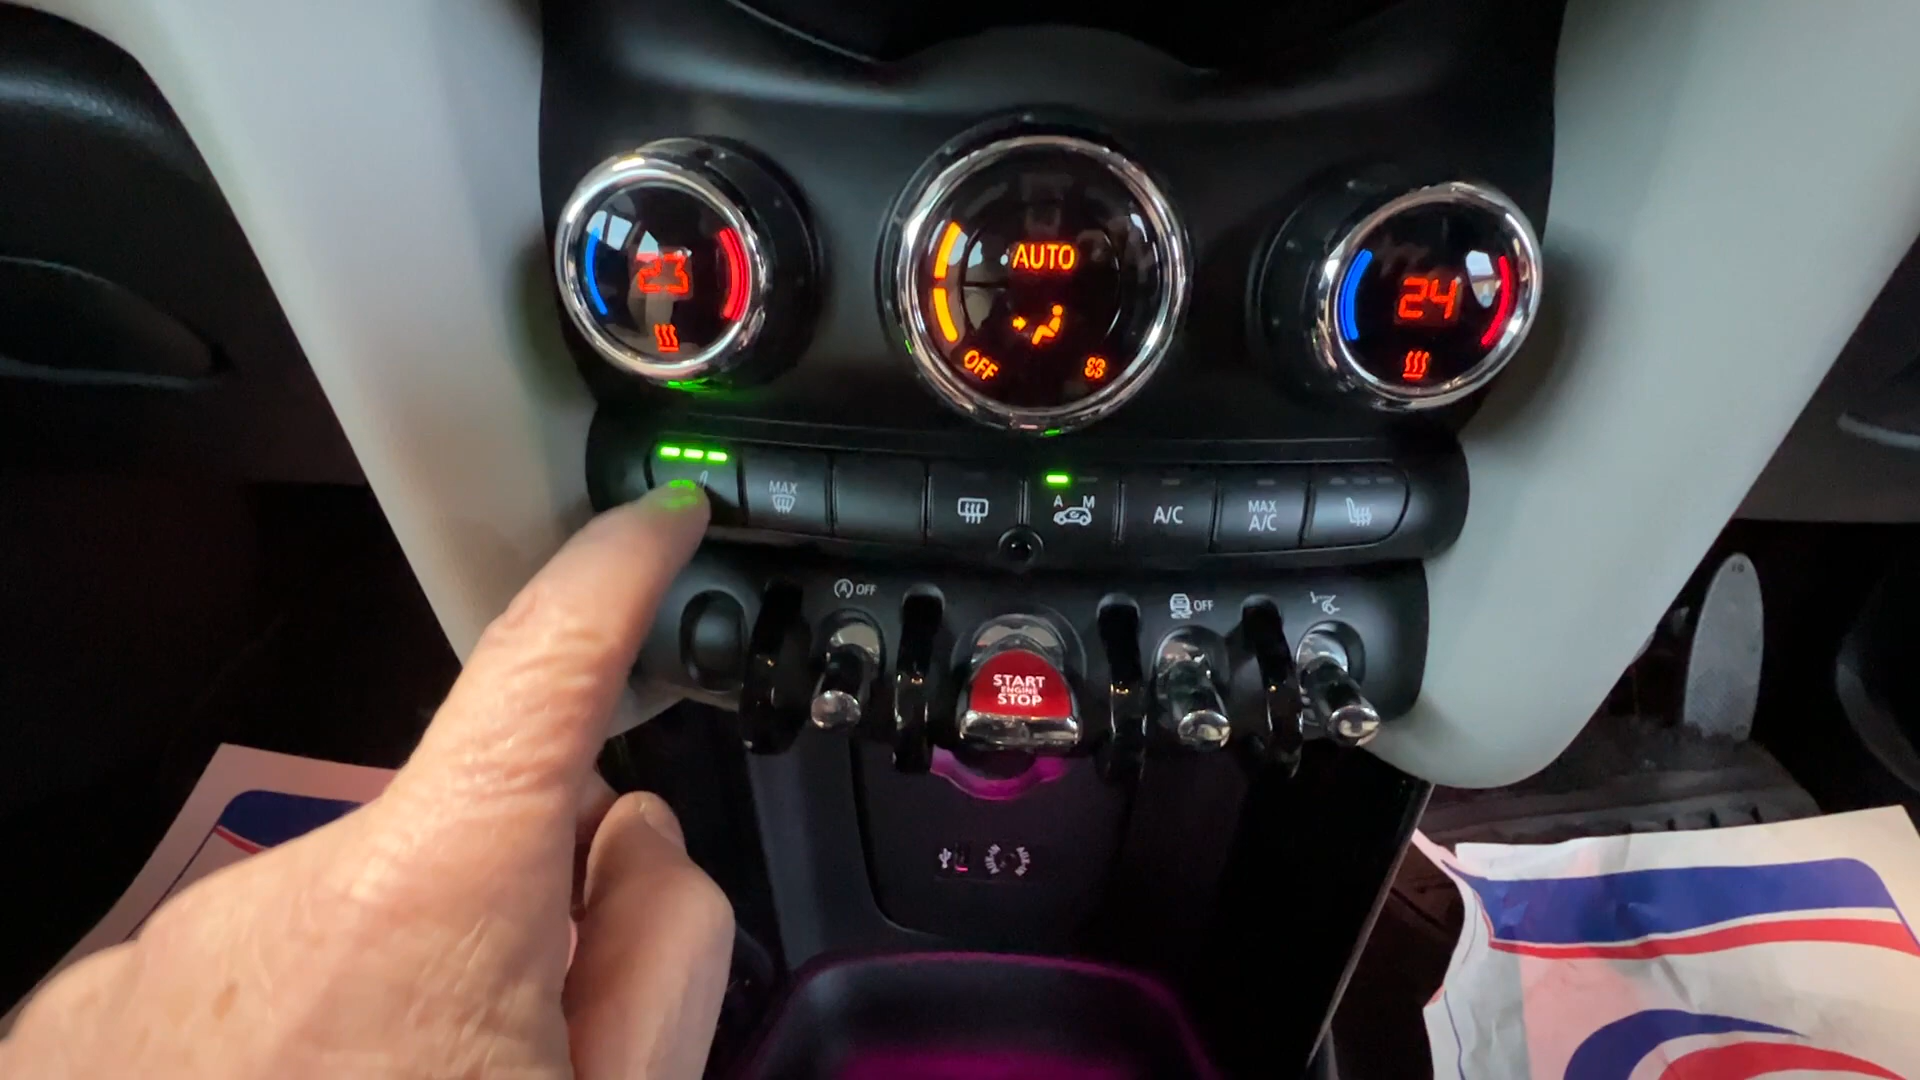 23
AUTO
24
OFF
MAX
A M
A/C
MAX
A/C
OFF
OFF
START
ENGINE
STOP